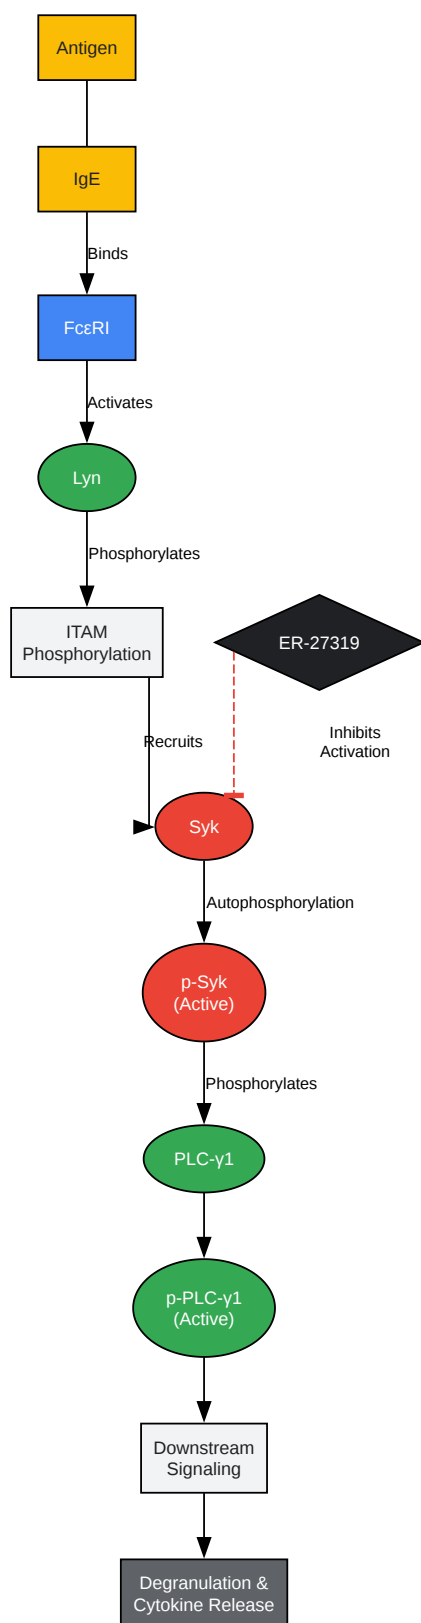 Antigen
IgE
Binds
FcεRI
Activates
Lyn
Phosphorylates
ITAM
Phosphorylation
ER-27319
Recruits
Inhibits
Activation
Syk
Autophosphorylation
p-Syk
(Active)
Phosphorylates
PLC-γ1
p-PLC-γ1
(Active)
Downstream
Signaling
Degranulation &
Cytokine Release